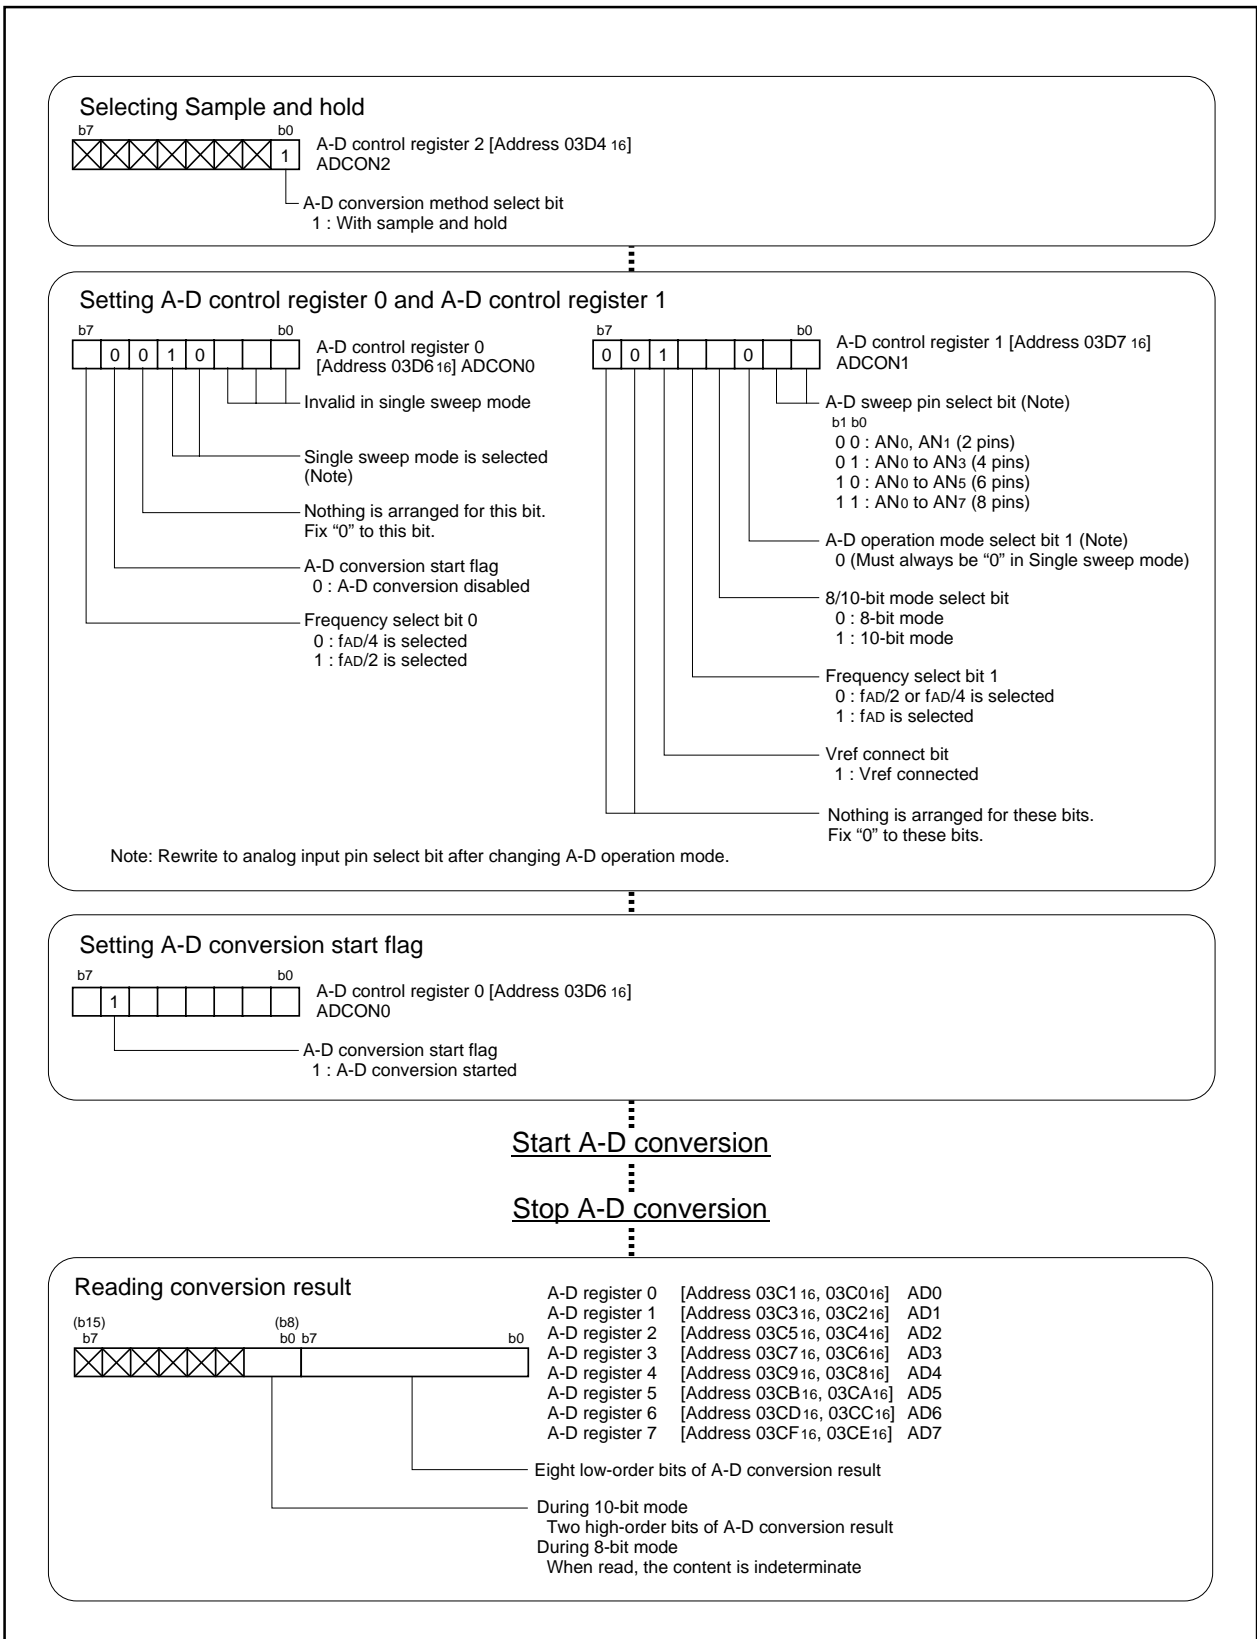 Selecting Sample and hold
b7 b0
1
A-D control register 2 [Address 03D4 16]
ADCON2
A-D conversion method select bit
1 : With sample and hold
Setting A-D control register 0 and A-D control register 1
b7 b0
0 0 1 0
A-D control register 0
[Address 03D6 16] ADCON0
Invalid in single sweep mode
Single sweep mode is selected
(Note)
Nothing is arranged for this bit.
Fix “0” to this bit.
A-D conversion start flag
0 : A-D conversion disabled
Frequency select bit 0
0 : fAD/4 is selected
1 : fAD/2 is selected
b7 b0
0 0 1 0
A-D control register 1 [Address 03D7 16]
ADCON1
A-D sweep pin select bit (Note)
b1 b0
0 0 : AN0, AN1 (2 pins)
0 1 : AN0 to AN3 (4 pins)
1 0 : AN0 to AN5 (6 pins)
1 1 : AN0 to AN7 (8 pins)
A-D operation mode select bit 1 (Note)
0 (Must always be “0” in Single sweep mode)
8/10-bit mode select bit
0 : 8-bit mode
1 : 10-bit mode
Frequency select bit 1
0 : fAD/2 or fAD/4 is selected
1 : fAD is selected
Vref connect bit
1 : Vref connected
Nothing is arranged for these bits.
Fix “0” to these bits.
Note: Rewrite to analog input pin select bit after changing A-D operation mode.
Setting A-D conversion start flag
b7 b0
1
A-D control register 0 [Address 03D6 16]
ADCON0
A-D conversion start flag
1 : A-D conversion started
Start A-D conversion
Stop A-D conversion
Reading conversion result
(b15) (b8)
b7 b0 b7 b0
A-D register 0 [Address 03C1 16, 03C0 16] AD0
A-D register 1 [Address 03C3 16, 03C2 16] AD1
A-D register 2 [Address 03C5 16, 03C4 16] AD2
A-D register 3 [Address 03C7 16, 03C6 16] AD3
A-D register 4 [Address 03C9 16, 03C8 16] AD4
A-D register 5 [Address 03CB 16, 03CA 16] AD5
A-D register 6 [Address 03CD 16, 03CC 16] AD6
A-D register 7 [Address 03CF 16, 03CE 16] AD7
Eight low-order bits of A-D conversion result
During 10-bit mode
Two high-order bits of A-D conversion result
During 8-bit mode
When read, the content is indeterminate